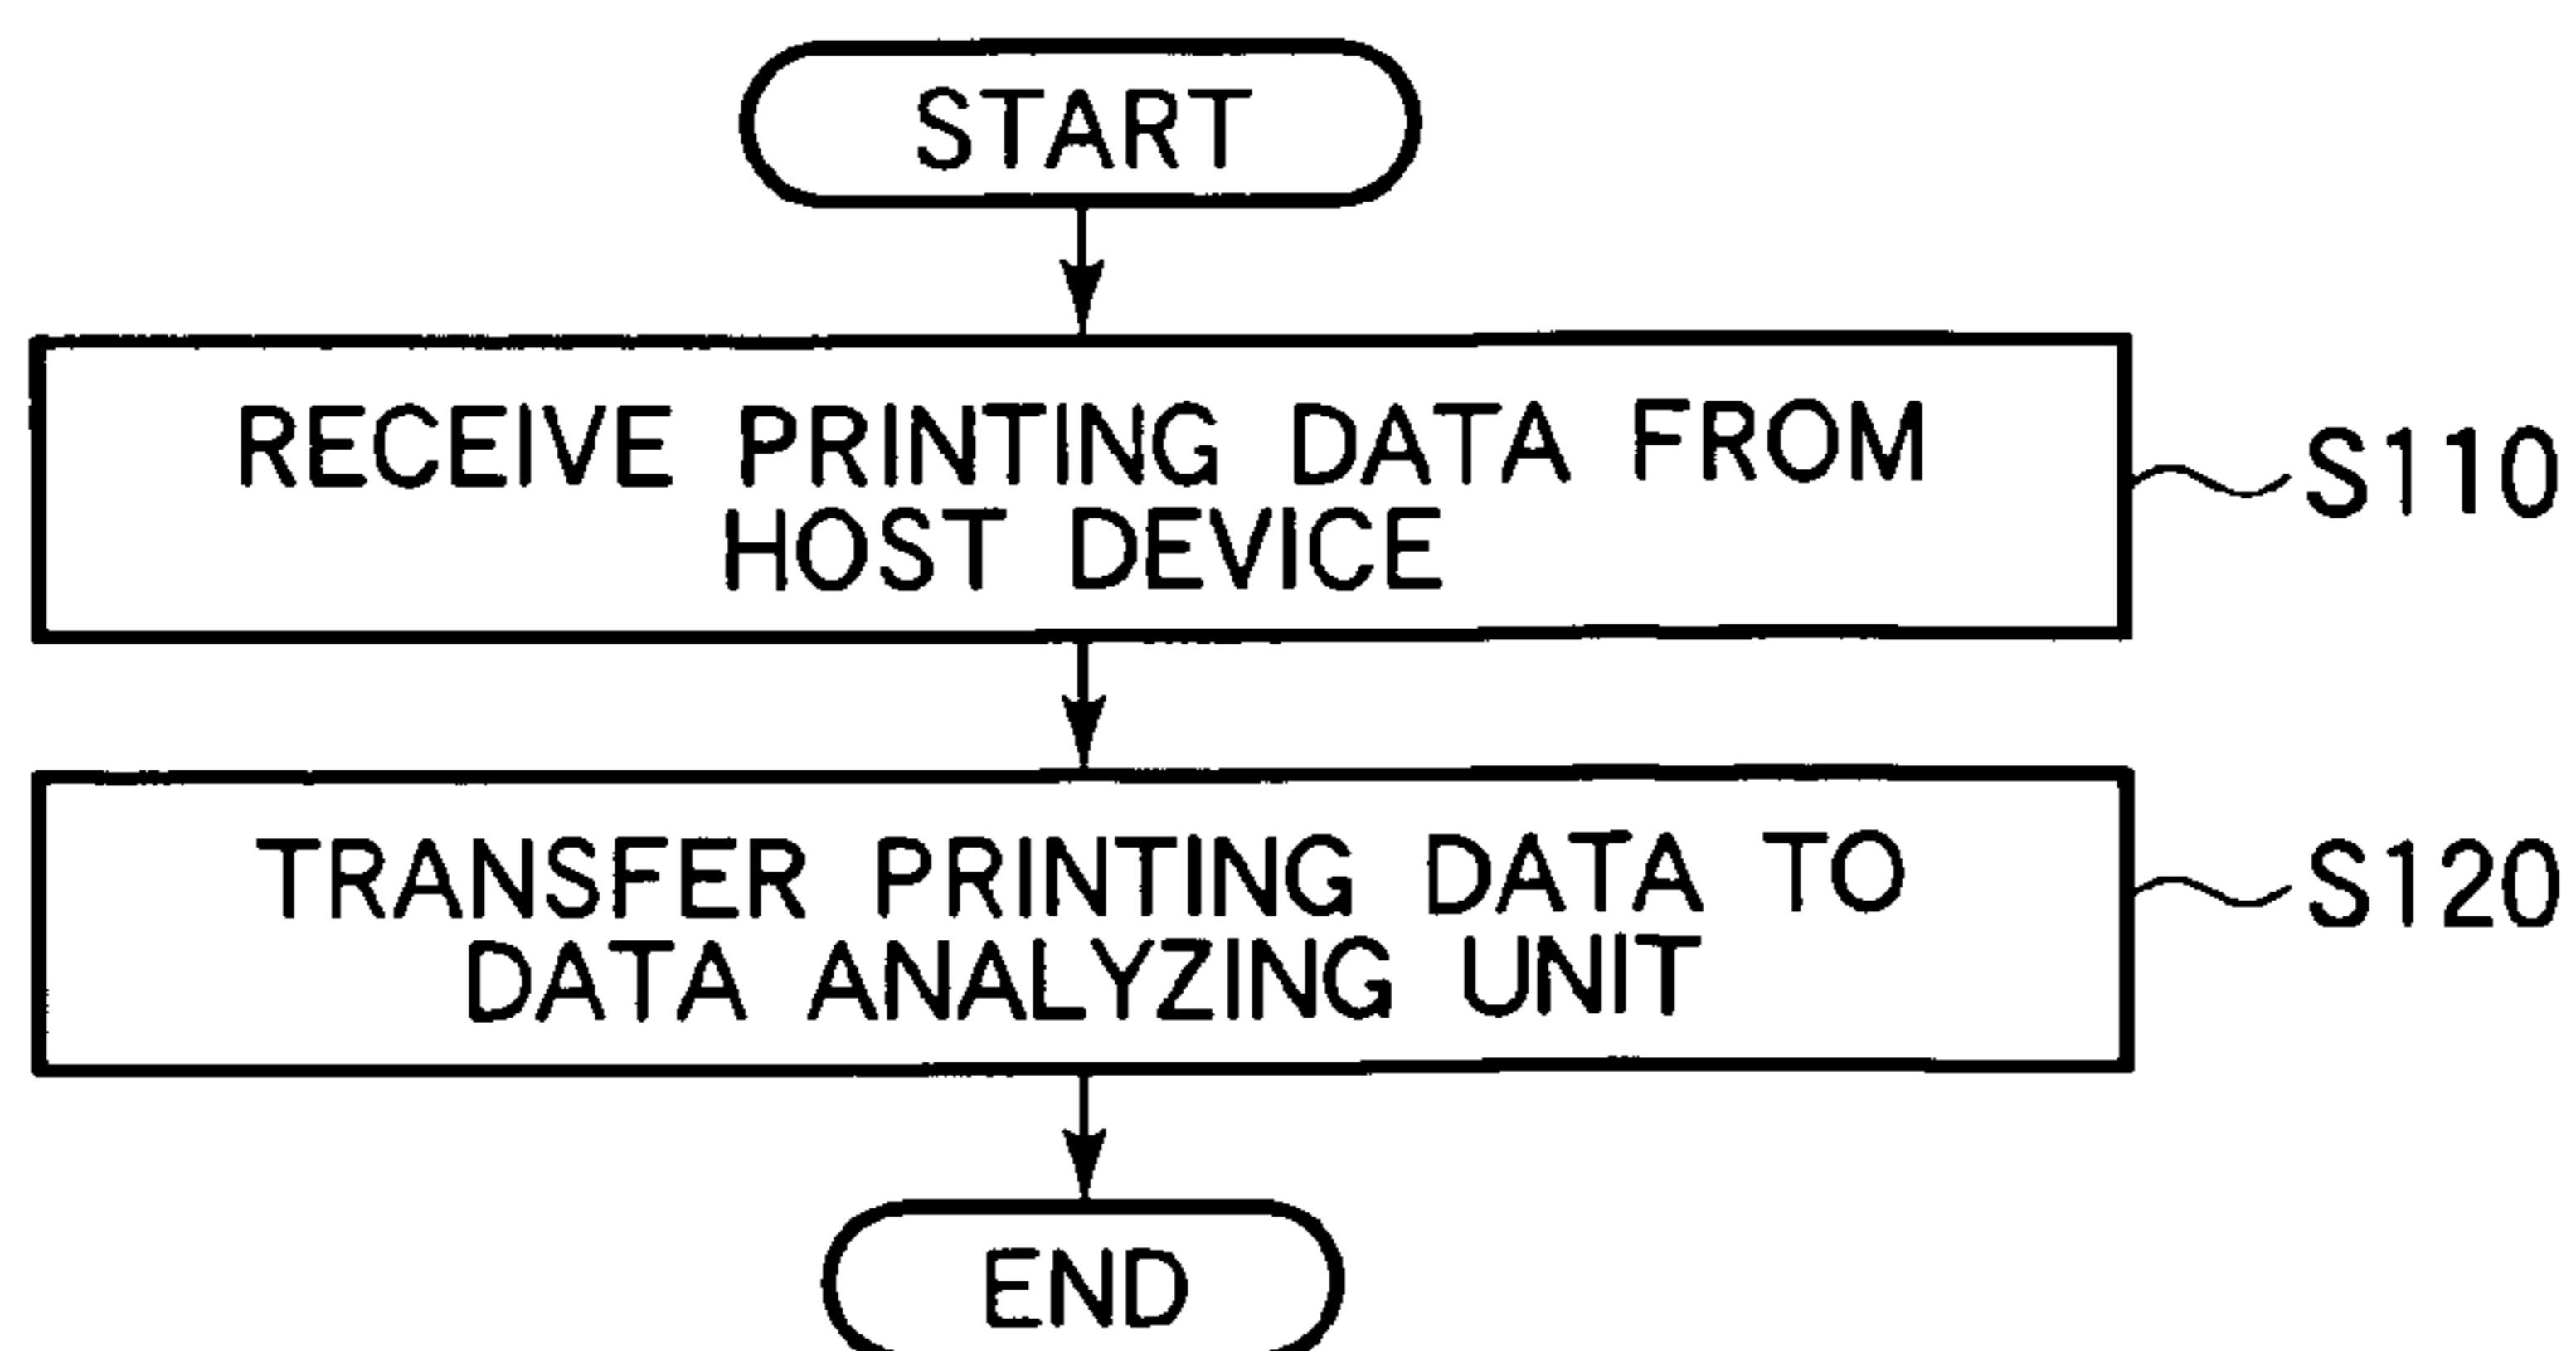 START
RECEIVE PRINTING DATA FROM
HOST DEVICE
S110
TRANSFER PRINTING DATA TO
DATA ANALYZING UNIT
S120
END